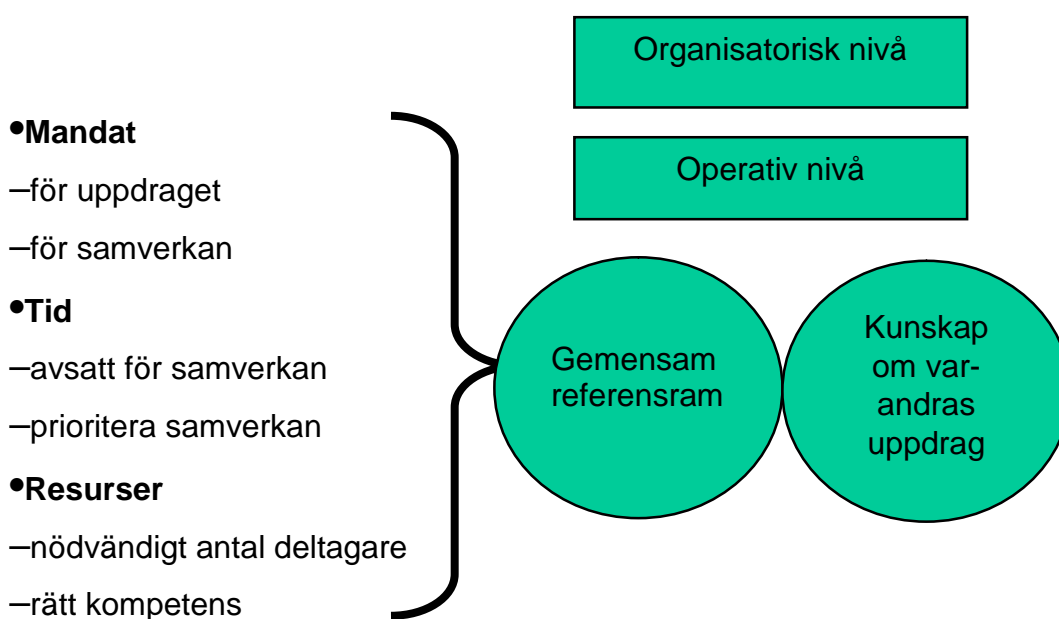 Organisatorisk nivå
Operativ nivå
•Mandat
–för uppdraget
–för samverkan
•Tid
–avsatt för samverkan
–prioritera samverkan
•Resurser
–nödvändigt antal deltagare
–rätt kompetens
Gemensam
referensram
Kunskap
om var-
andras
uppdrag